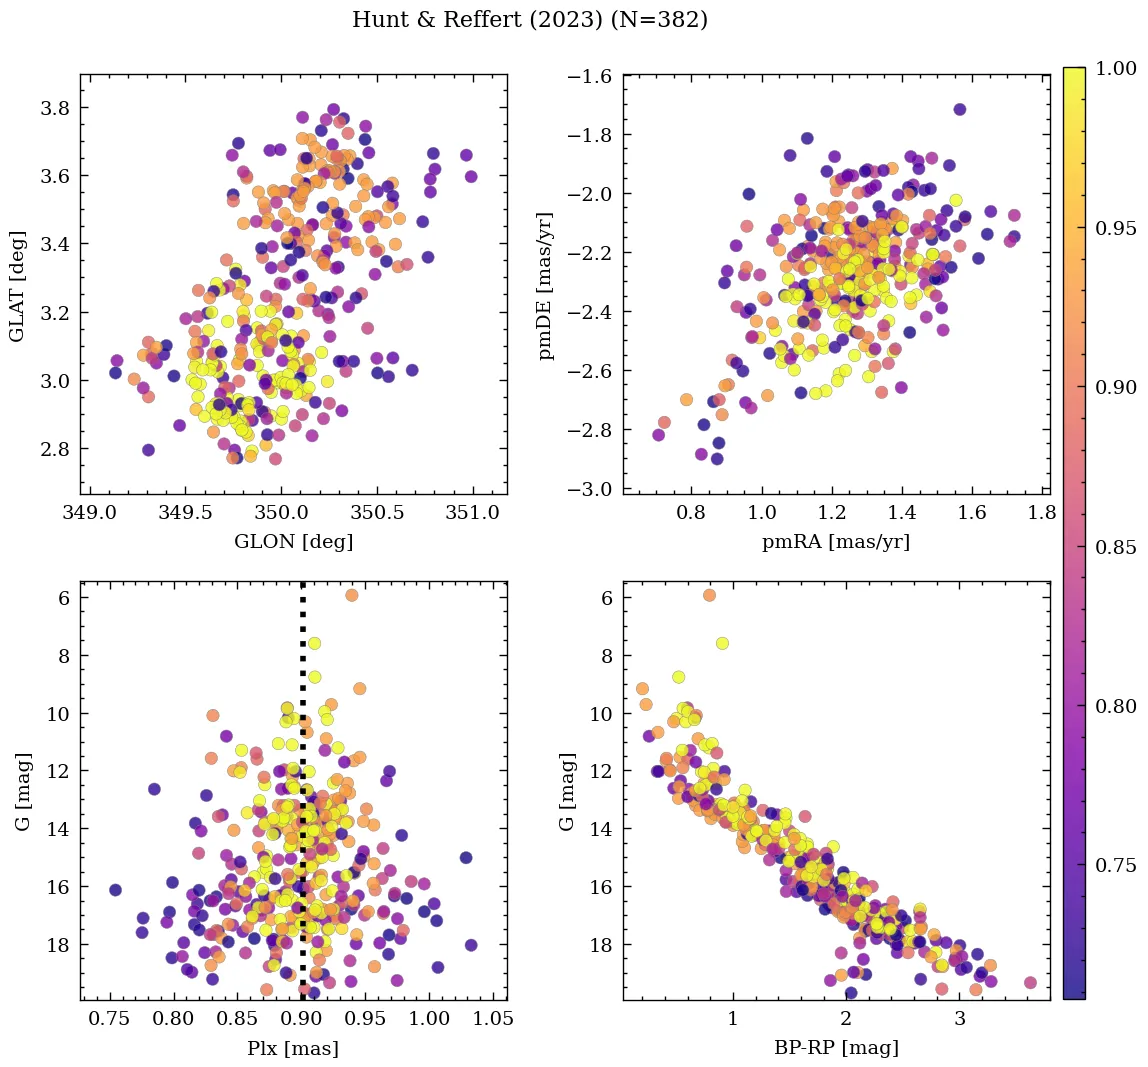 Hunt & Reffert (2023) (N=382)
3.8
3.6
3.4
3.2
3.0
2.8
GLAT [deg]
349.0 349.5 350.0 350.5 351.0
GLON [deg]
−1.6
−1.8
−2.0
−2.2
−2.4
−2.6
−2.8
−3.0
pmDE [mas/yr]
0.8 1.0 1.2 1.4 1.6 1.8
pmRA [mas/yr]
6
8
10
12
14
16
18
G [mag]
0.75 0.80 0.85 0.90 0.95 1.00 1.05
Plx [mas]
6
8
10
12
14
16
18
G [mag]
1 2 3
BP-RP [mag]
1.00
0.95
0.90
0.85
0.80
0.75